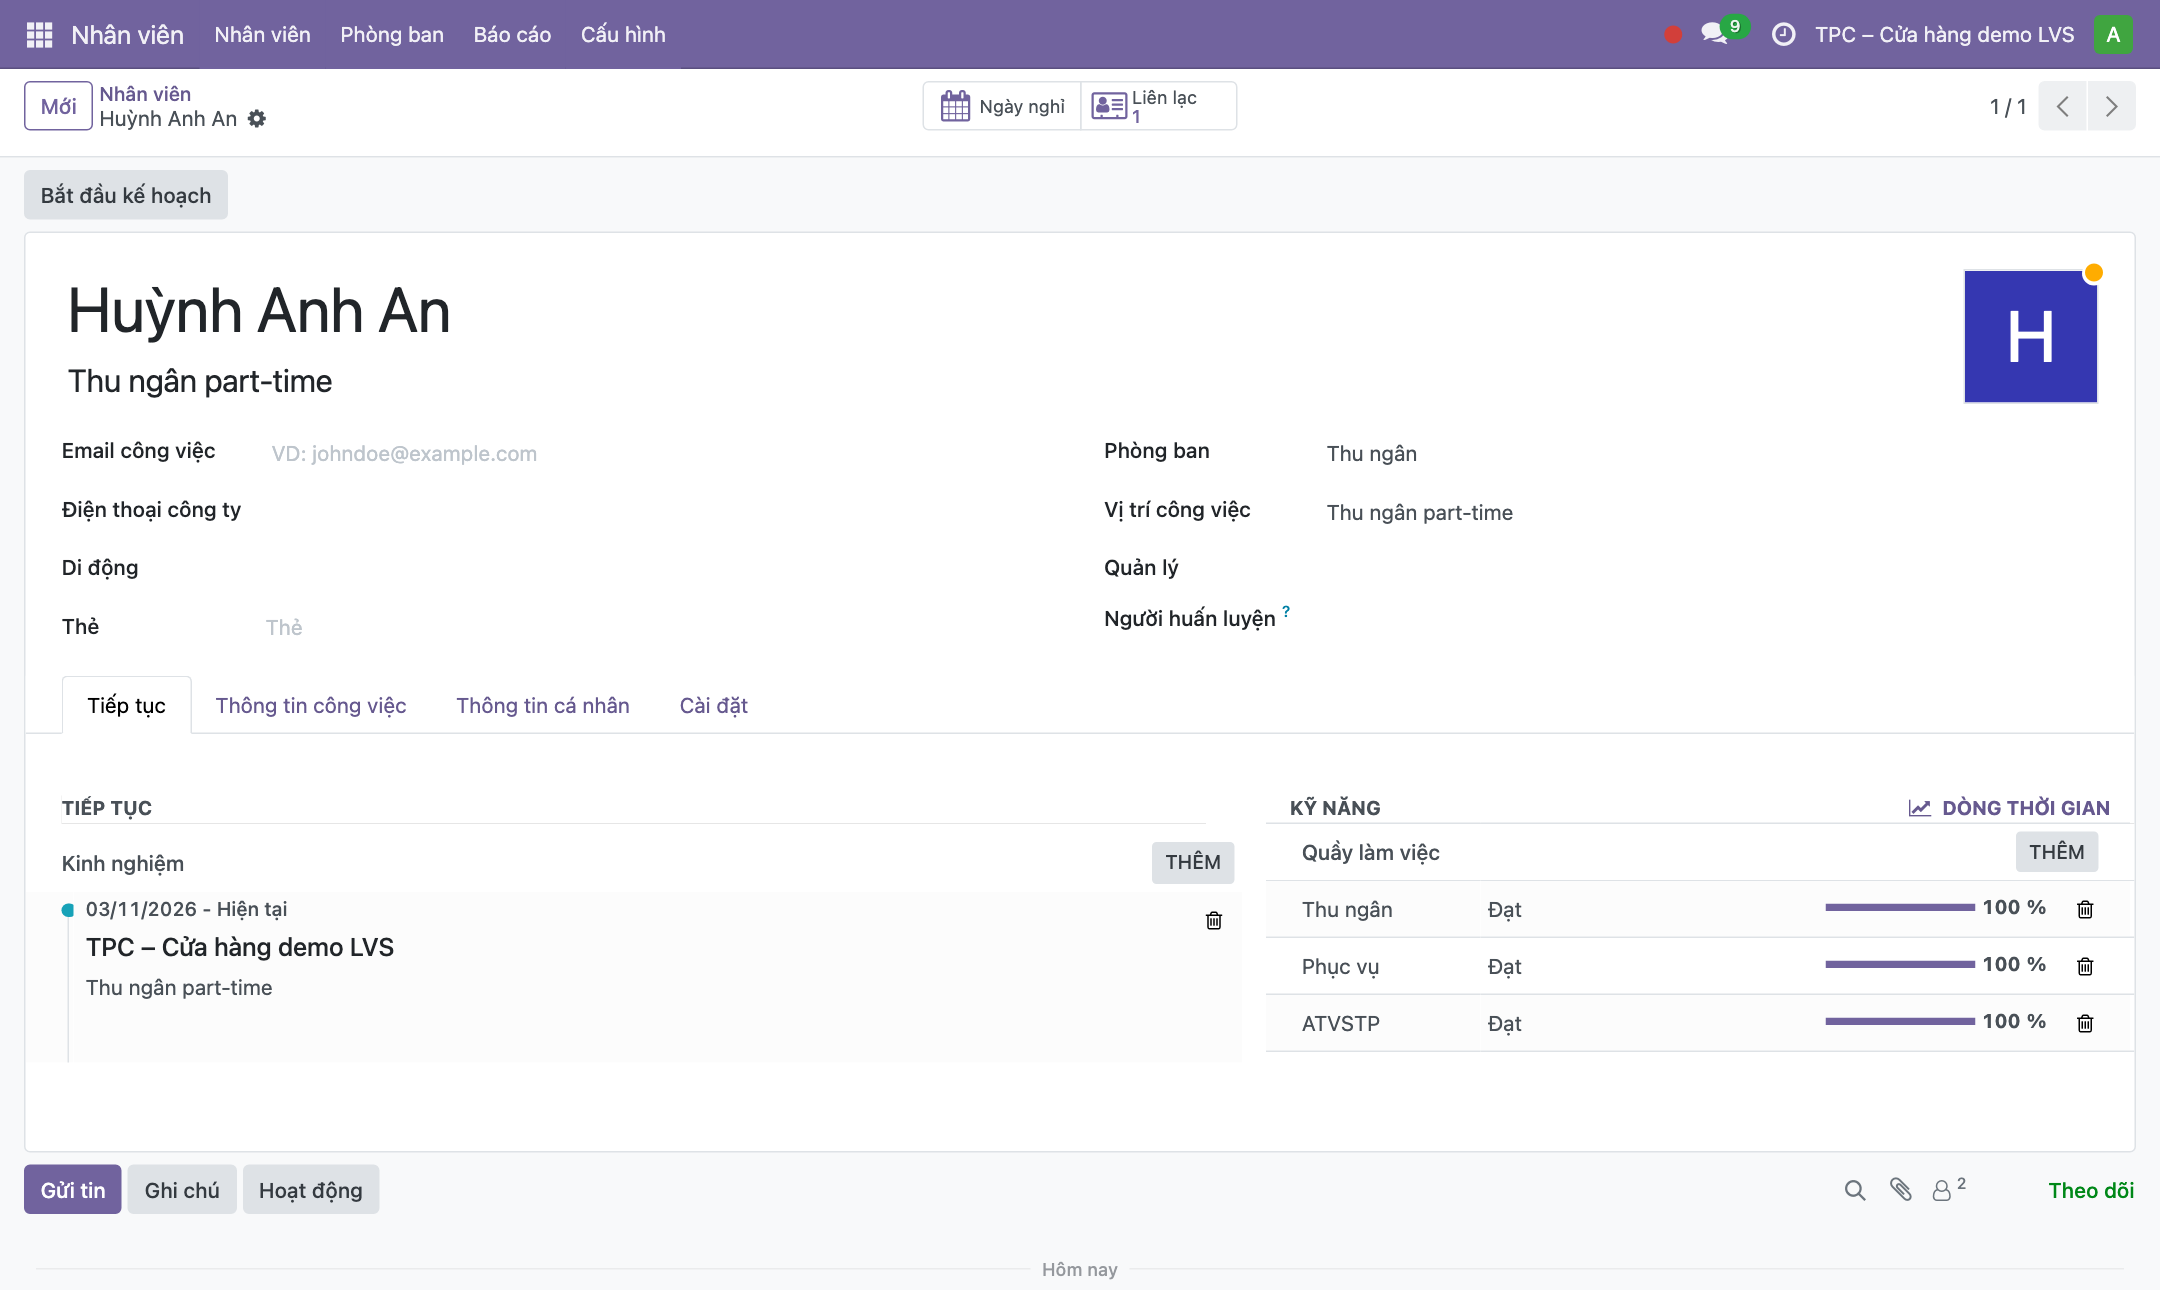 Nhân viên Nhân viên Phòng ban Báo cáo Cấu hình 9 TPC – Cửa hàng demo LVS A
Mới Nhân viên
Huỳnh Anh An
Ngày nghỉ Liên lạc
1
1 / 1
Bắt đầu kế hoạch
Huỳnh Anh An
Thu ngân part-time
H
Email công việc VD: johndoe@example.com
Điện thoại công ty
Di động
Thẻ Thẻ
Phòng ban Thu ngân
Vị trí công việc Thu ngân part-time
Quản lý
Người huấn luyện ?
Tiếp tục Thông tin công việc Thông tin cá nhân Cài đặt
TIẾP TỤC
Kinh nghiệm THÊM
03/11/2026 - Hiện tại
TPC – Cửa hàng demo LVS
Thu ngân part-time
KỸ NĂNG DÒNG THỜI GIAN
Quầy làm việc THÊM
Thu ngân Đạt 100 %
Phục vụ Đạt 100 %
ATVSTP Đạt 100 %
Gửi tin Ghi chú Hoạt động 2 Theo dõi
Hôm nay